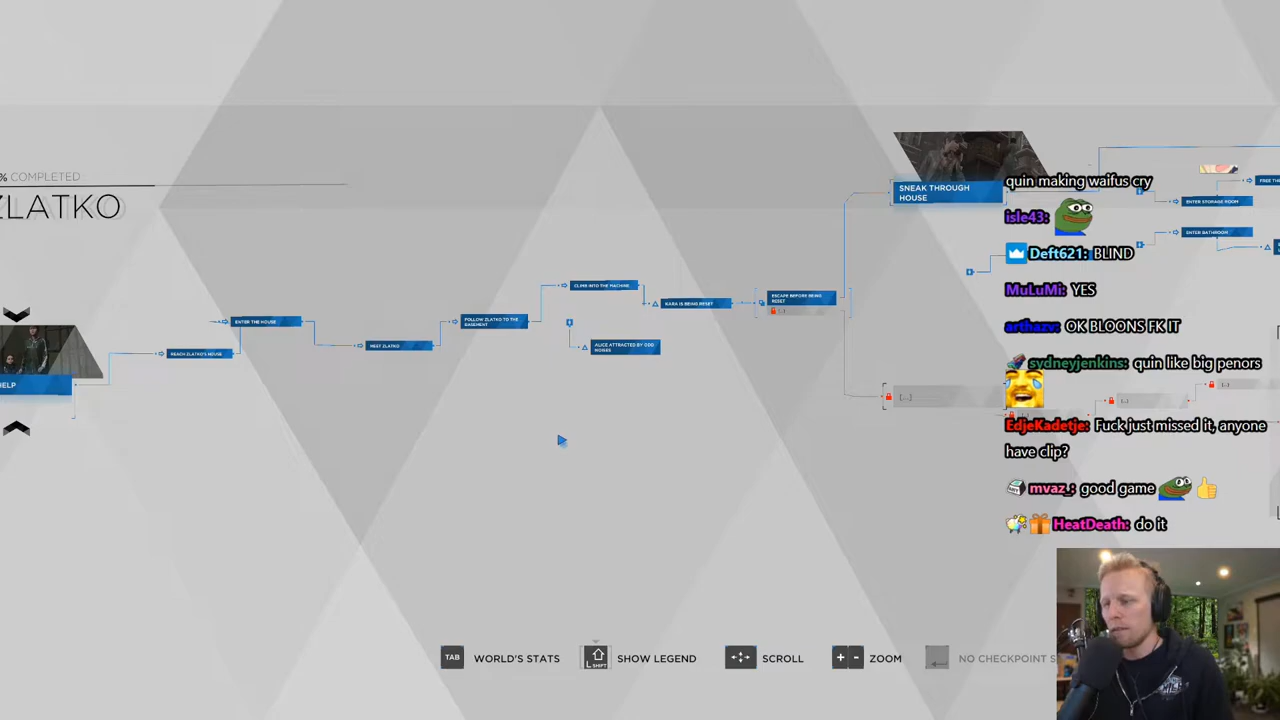 % COMPLETED
ZLATKO
HELP
REACH ZLATKO'S HOUSE
ENTER THE HOUSE
MEET ZLATKO
FOLLOW ZLATKO TO THE
BASEMENT
CLIMB INTO THE MACHINE
ALICE ATTRACTED BY ODD
NOISES
KARA IS BEING RESET
ESCAPE BEFORE BEING
RESET
[...]
SNEAK THROUGH
HOUSE
[...]
ENTER STORAGE ROOM
ENTER BATHROOM
FREE TH
[...]
[...]
[...]
quin making waifus cry
isle43:
Deft621: BLIND
MuLuMi: YES
arthazv: OK BLOONS FK IT
sydneyjenkins: quin like big penors
EdjeKadetje: Fuck just missed it, anyone
have clip?
mvaz_: good game
HeatDeath: do it
TAB WORLD'S STATS
L. SHIFT SHOW LEGEND
SCROLL
+ - ZOOM
NO CHECKPOINT S